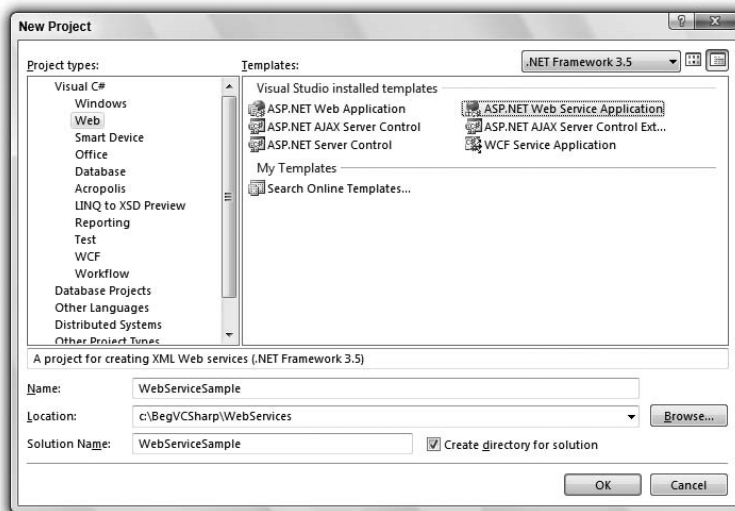 New Project
Project types:
Templates:
.NET Framework 3.5
Visual C#
Windows
Web
Smart Device
Office
Database
Acropolis
LINQ to XSD Preview
Reporting
Test
WCF
Workflow
Database Projects
Other Languages
Distributed Systems
Other Project Types
Visual Studio installed templates
ASP.NET Web Application
ASP.NET Web Service Application
ASP.NET AJAX Server Control
ASP.NET AJAX Server Control Ext...
ASP.NET Server Control
WCF Service Application
My Templates
Search Online Templates...
A project for creating XML Web services (.NET Framework 3.5)
Name:
WebServiceSample
Location:
c:\BegVCSharp\WebServices
Browse...
Solution Name:
WebServiceSample
Create directory for solution
OK
Cancel